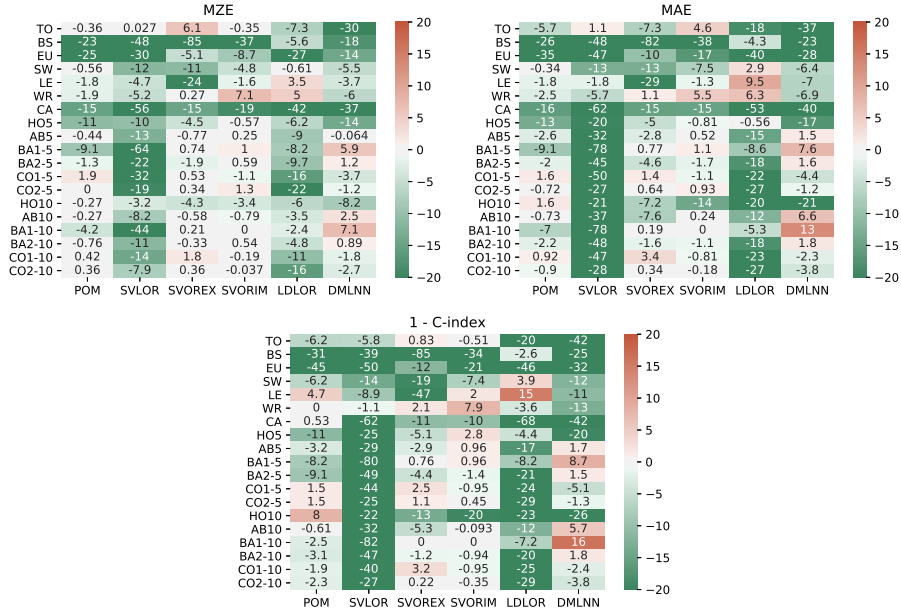 MZE
TO -0.36 0.027 6.1 -0.35 -7.3 -30
BS -23 -48 -85 -37 -5.6 -18
EU -25 -30 -5.1 -8.7 -27 -14
SW -0.56 -12 -11 -4.8 -0.61 -5.5
LE -1.8 -4.7 -24 -1.6 3.5 -3.7
WR -1.9 -5.2 0.27 7.1 5 -6
CA -15 -56 -15 -19 -42 -37
HO5 -11 -10 -4.5 -0.57 -6.2 -14
AB5 -0.44 -13 -0.77 0.25 -9 -0.064
BA1-5 -9.1 -64 0.74 1 -8.2 5.9
BA2-5 -1.3 -22 -1.9 0.59 -9.7 1.2
CO1-5 1.9 -32 0.53 -1.1 -16 -3.7
CO2-5 0 -19 0.34 1.3 -22 -1.2
HO10 -0.27 -3.2 -4.3 -3.4 -6 -8.2
AB10 -0.27 -8.2 -0.58 -0.79 -3.5 2.5
BA1-10 -4.2 -44 0.21 0 -2.4 7.1
BA2-10 -0.76 -11 -0.33 0.54 -4.8 0.89
CO1-10 0.42 -14 1.8 -0.19 -11 -1.8
CO2-10 0.36 -7.9 0.36 -0.037 -16 -2.7
POM SVLOR SVOREX SVORIM LDLOR DMLNN
20
15
10
5
0
−5
−10
−15
−20
MAE
TO -5.7 1.1 -7.3 4.6 -18 -37
BS -26 -48 -82 -38 -4.3 -23
EU -35 -47 -10 -17 -40 -28
SW -0.34 -13 -13 -7.5 2.9 -6.4
LE -1.8 -1.8 -29 -1.3 9.5 -7
WR -2.5 -5.7 1.1 5.5 6.3 -6.9
CA -16 -62 -15 -15 -53 -40
HO5 -13 -20 -5 -0.81 -0.56 -17
AB5 -2.6 -32 -2.8 0.52 -15 1.5
BA1-5 -9.1 -78 0.77 1.1 -8.6 7.6
BA2-5 -2 -45 -4.6 -1.7 -18 1.6
CO1-5 1.6 -50 1.4 -1.1 -22 -4.4
CO2-5 -0.72 -27 0.64 0.93 -27 -1.2
HO10 1.6 -21 -7.2 -14 -20 -21
AB10 -0.73 -37 -7.6 0.24 -12 6.6
BA1-10 -7 -78 0.19 0 -5.3 13
BA2-10 -2.2 -48 -1.6 -1.1 -18 1.8
CO1-10 0.92 -47 3.4 -0.81 -23 -2.3
CO2-10 -0.9 -28 0.34 -0.18 -27 -3.8
POM SVLOR SVOREX SVORIM LDLOR DMLNN
20
15
10
5
0
−5
−10
−15
−20
1 - C-index
TO -6.2 -5.8 0.83 -0.51 -20 -42
BS -31 -39 -85 -34 -2.6 -25
EU -45 -50 -12 -21 -46 -32
SW -6.2 -14 -19 -7.4 3.9 -12
LE 4.7 -8.9 -47 2 15 -11
WR 0 -1.1 2.1 7.9 -3.6 -13
CA 0.53 -62 -11 -10 -68 -42
HO5 -11 -25 -5.1 2.8 -4.4 -20
AB5 -3.2 -29 -2.9 0.96 -17 1.7
BA1-5 -8.2 -80 0.76 0.96 -8.2 8.7
BA2-5 -9.1 -49 -4.4 -1.4 -21 1.5
CO1-5 1.5 -44 2.5 -0.95 -24 -5.1
CO2-5 1.5 -25 1.1 0.45 -29 -1.3
HO10 8 -22 -13 -20 -23 -26
AB10 -0.61 -32 -5.3 -0.093 -12 5.7
BA1-10 -2.5 -82 0 0 -7.2 16
BA2-10 -3.1 -47 -1.2 -0.94 -20 1.8
CO1-10 -1.9 -40 3.2 -0.95 -25 -2.4
CO2-10 -2.3 -27 0.22 -0.35 -29 -3.8
POM SVLOR SVOREX SVORIM LDLOR DMLNN
20
15
10
5
0
−5
−10
−15
−20